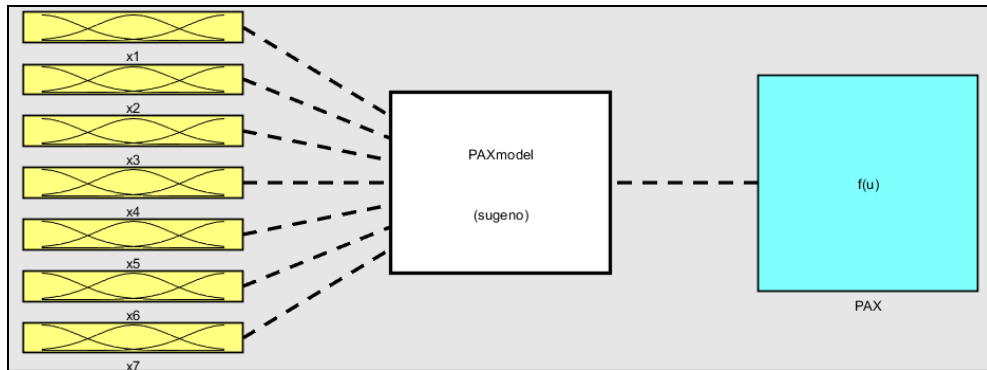 x1
x2
x3
x4
x5
x6
x7
PAXmodel
(sugeno)
f(u)
PAX